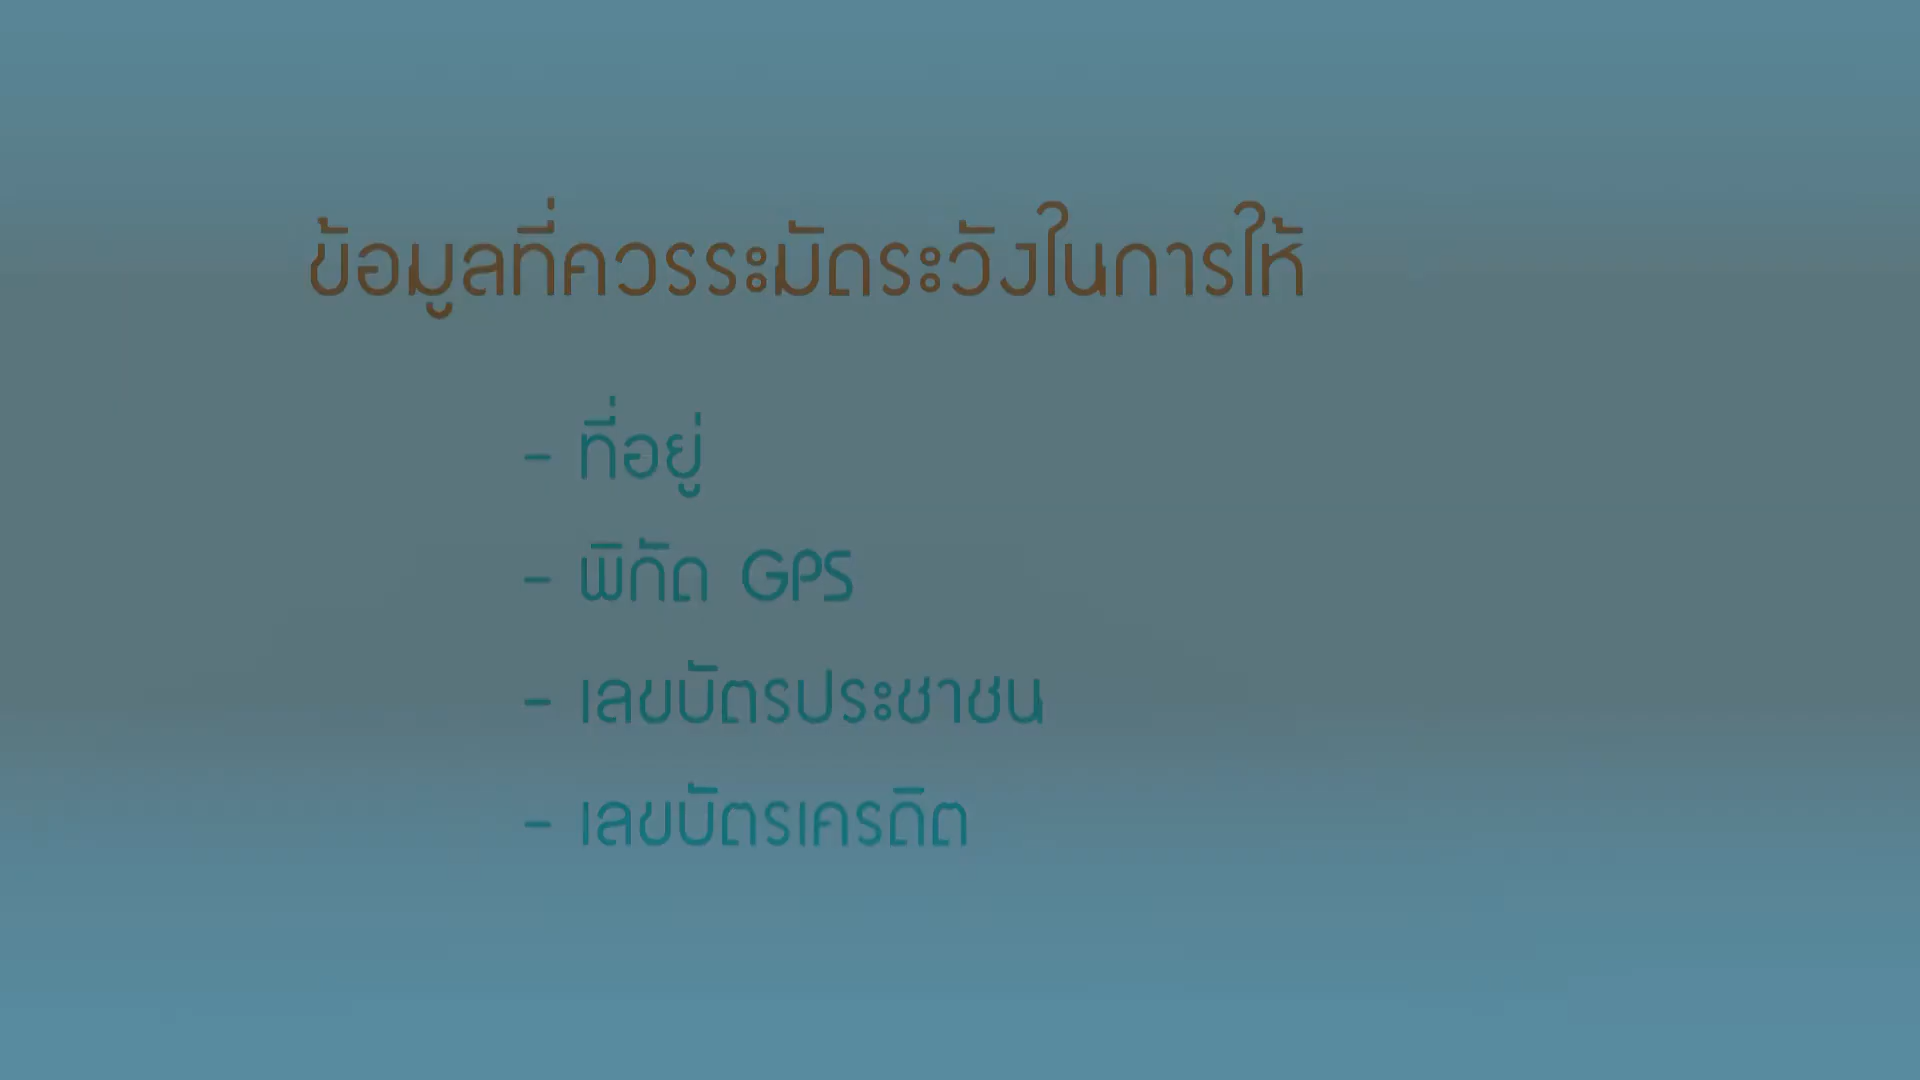 ข้อมูลที่ควรระมัดระวังในการให้
- ที่อยู่
- พิกัด GPS
- เลขบัตรประชาชน
- เลขบัตรเครดิต